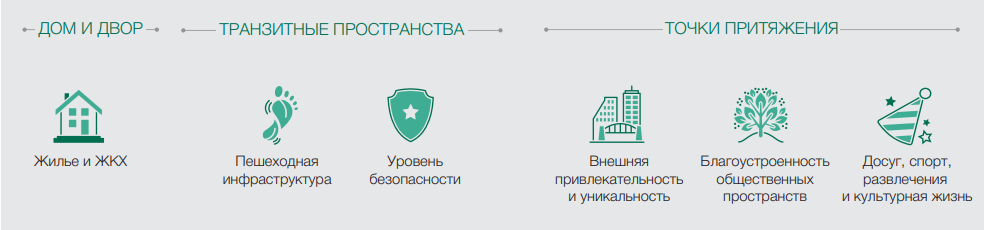 ДОМ И ДВОР
ТРАНЗИТНЫЕ ПРОСТРАНСТВА
ТОЧКИ ПРИТЯЖЕНИЯ
Жилье и ЖКХ
Пешеходная
инфраструктура
Уровень
безопасности
Внешняя
привлекательность
и уникальность
Благоустроенность
общественных
пространств
Досуг, спорт,
развлечения
и культурная жизнь